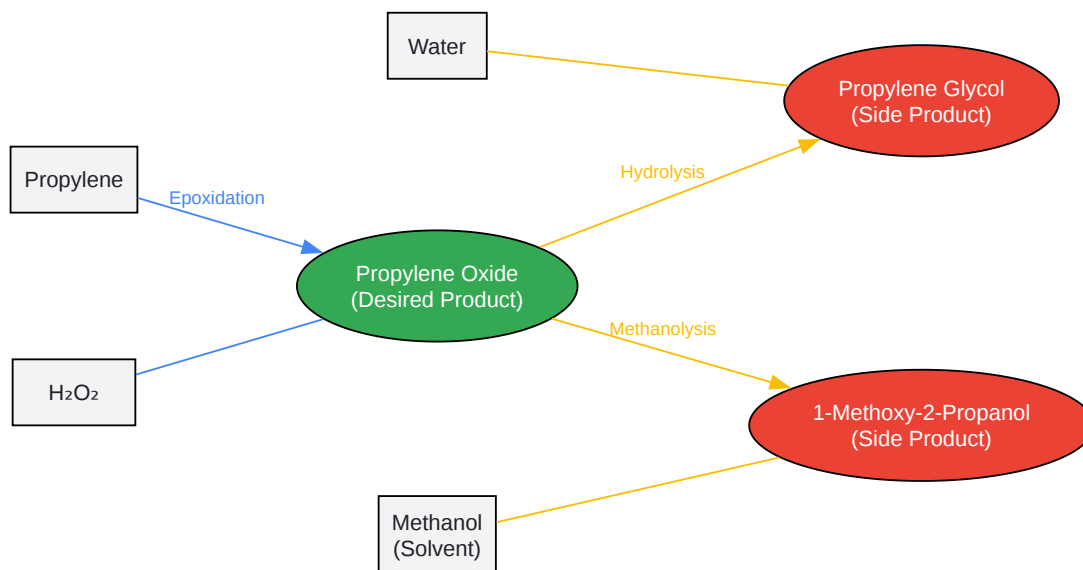 Water
Propylene Glycol
(Side Product)
Propylene
Epoxidation
Hydrolysis
Propylene Oxide
(Desired Product)
Methanolysis
H₂O₂
1-Methoxy-2-Propanol
(Side Product)
Methanol
(Solvent)